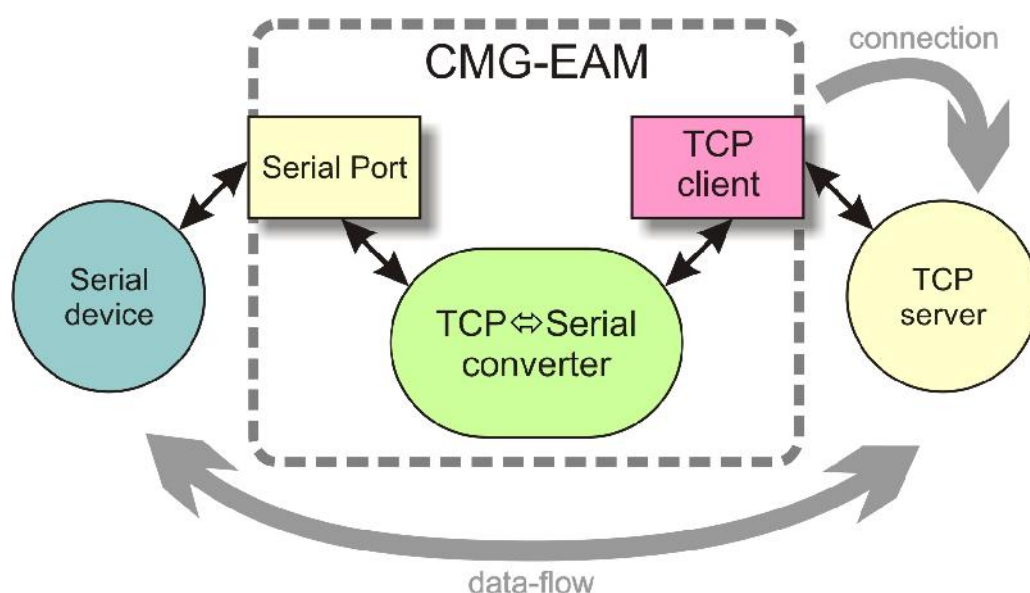 connection
CMG-EAM
Serial Port
TCP
client
Serial
device
TCP⇔Serial
converter
TCP
server
data-flow